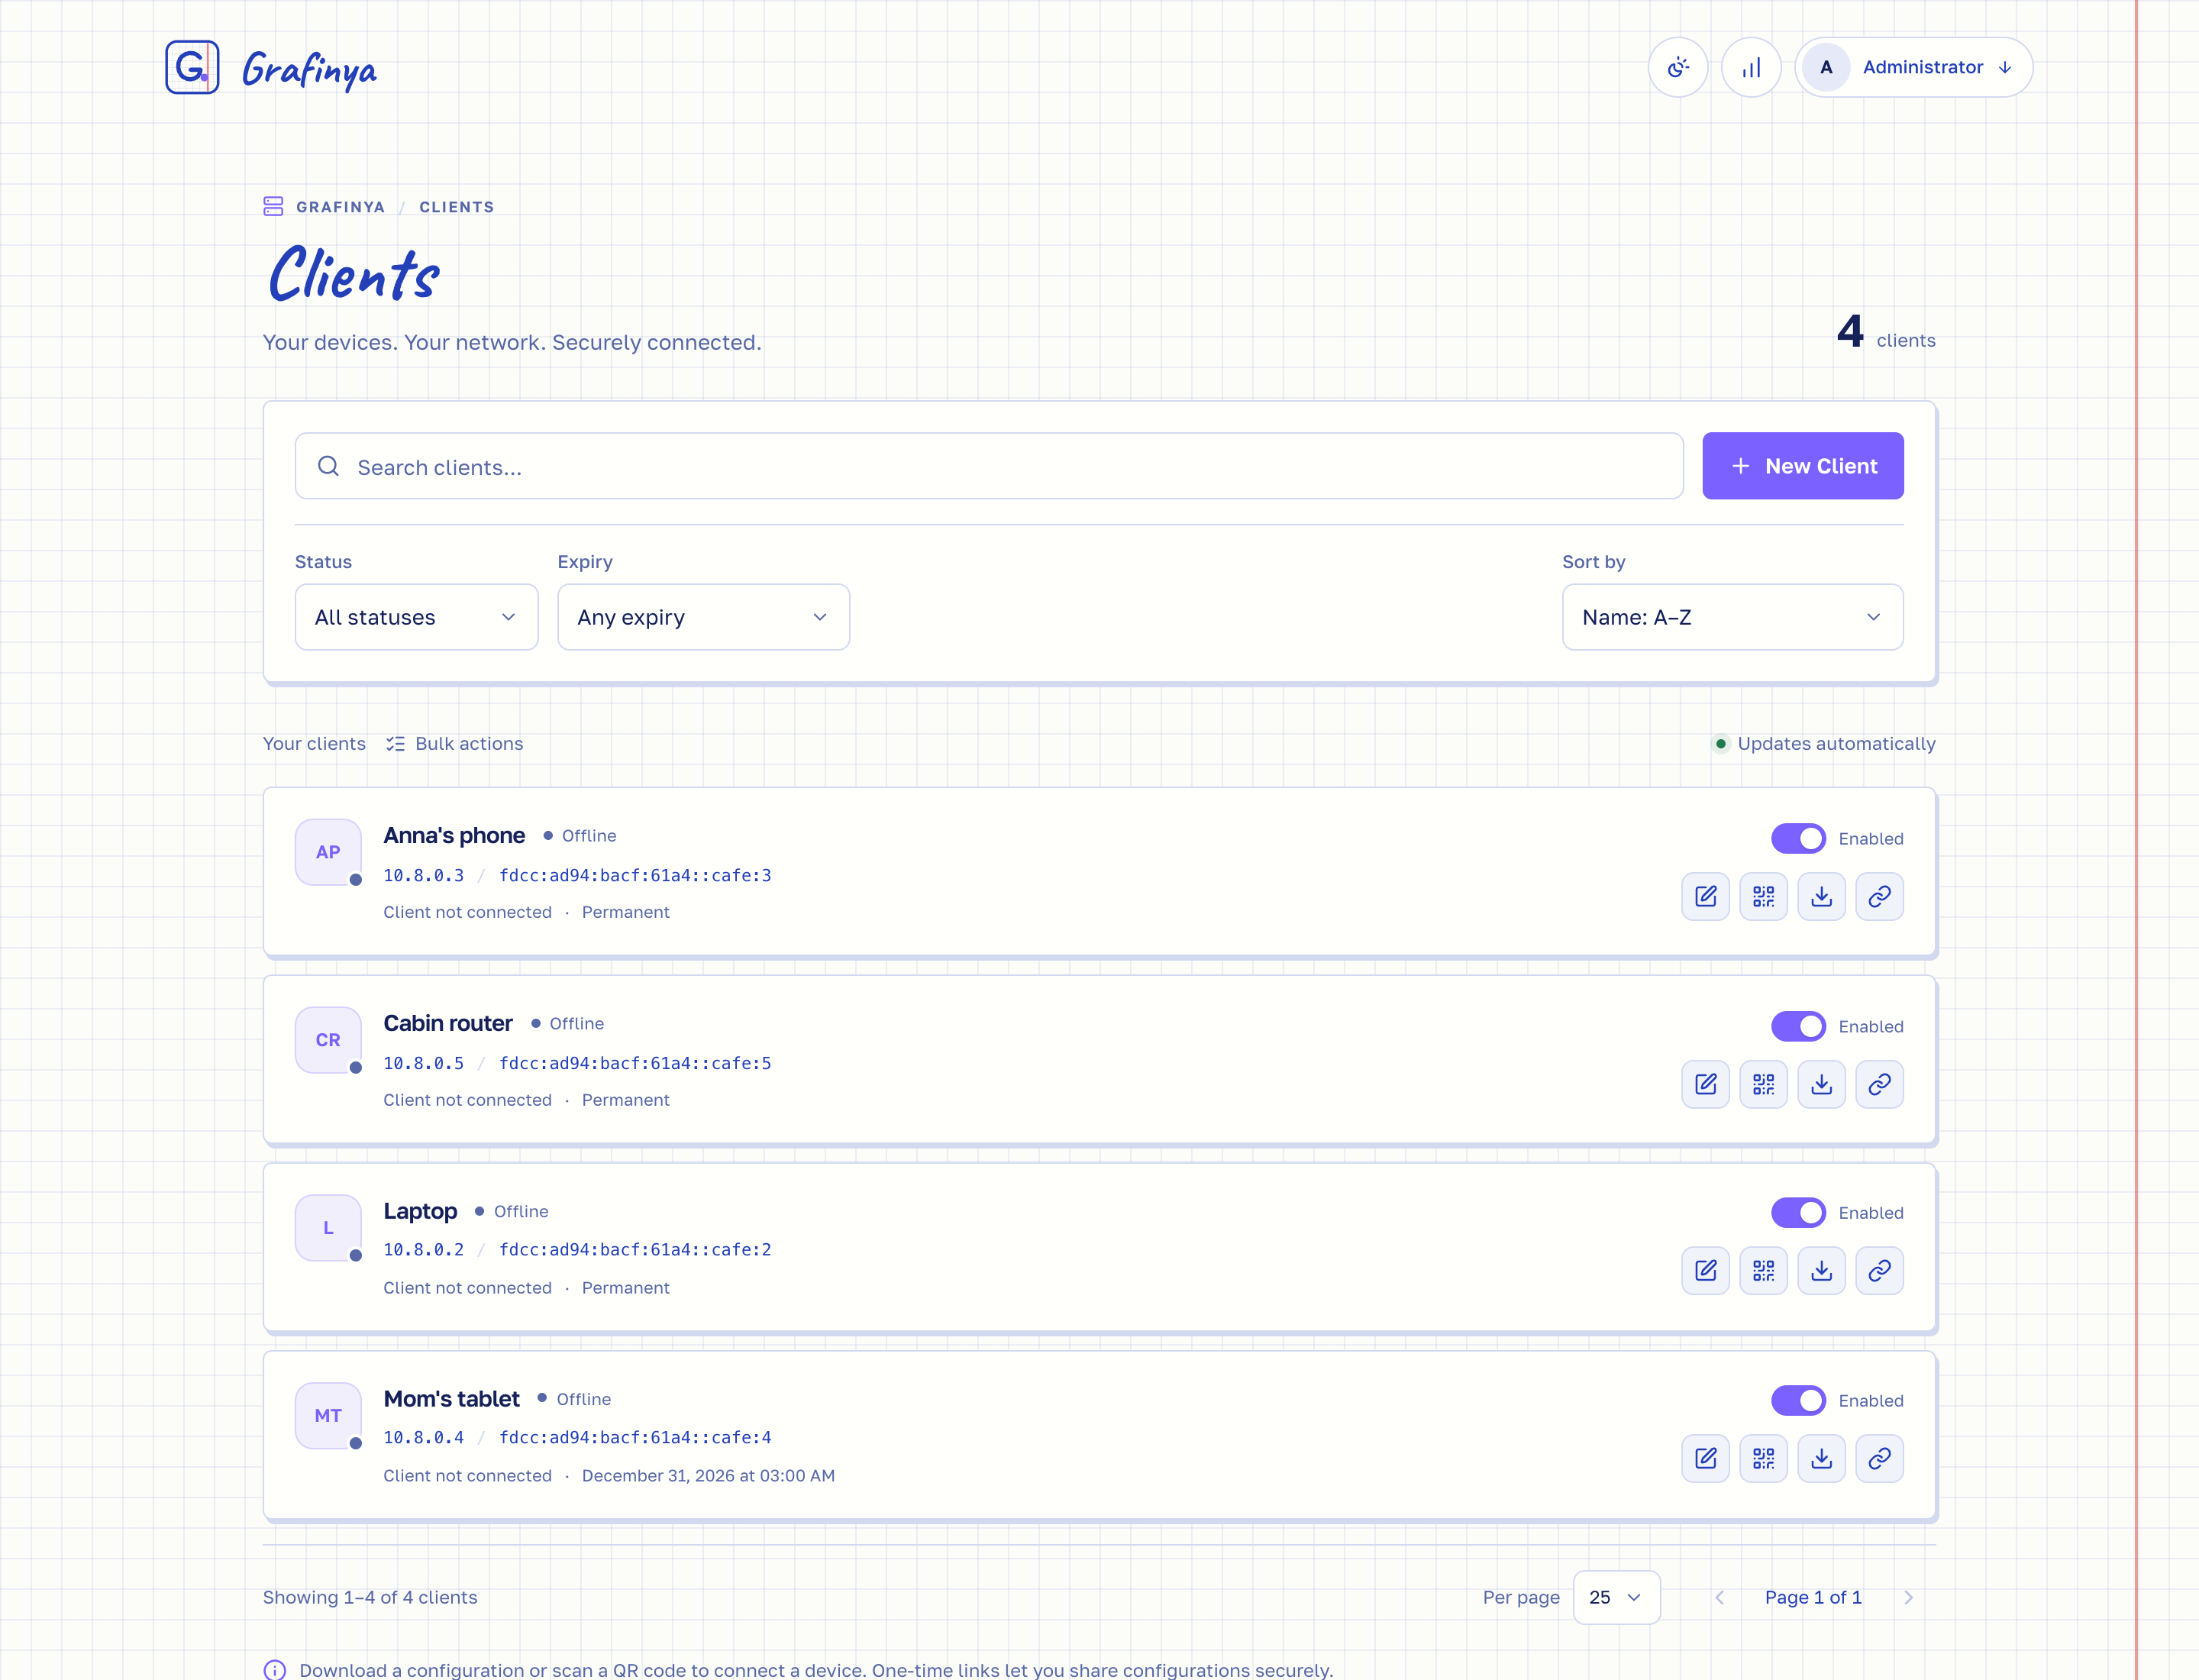 G. Grafinya
A Administrator
GRAFINYA / CLIENTS
Clients
Your devices. Your network. Securely connected.
4 clients
Search clients...
New Client
Status
Expiry
Sort by
All statuses
Any expiry
Name: A–Z
Your clients
Bulk actions
Updates automatically
AP
Anna's phone
Offline
10.8.0.3 / fdcc:ad94:bacf:61a4::cafe:3
Client not connected · Permanent
Enabled
CR
Cabin router
Offline
10.8.0.5 / fdcc:ad94:bacf:61a4::cafe:5
Client not connected · Permanent
Enabled
L
Laptop
Offline
10.8.0.2 / fdcc:ad94:bacf:61a4::cafe:2
Client not connected · Permanent
Enabled
MT
Mom's tablet
Offline
10.8.0.4 / fdcc:ad94:bacf:61a4::cafe:4
Client not connected · December 31, 2026 at 03:00 AM
Enabled
Showing 1–4 of 4 clients
Per page
25
Page 1 of 1
Download a configuration or scan a QR code to connect a device. One-time links let you share configurations securely.